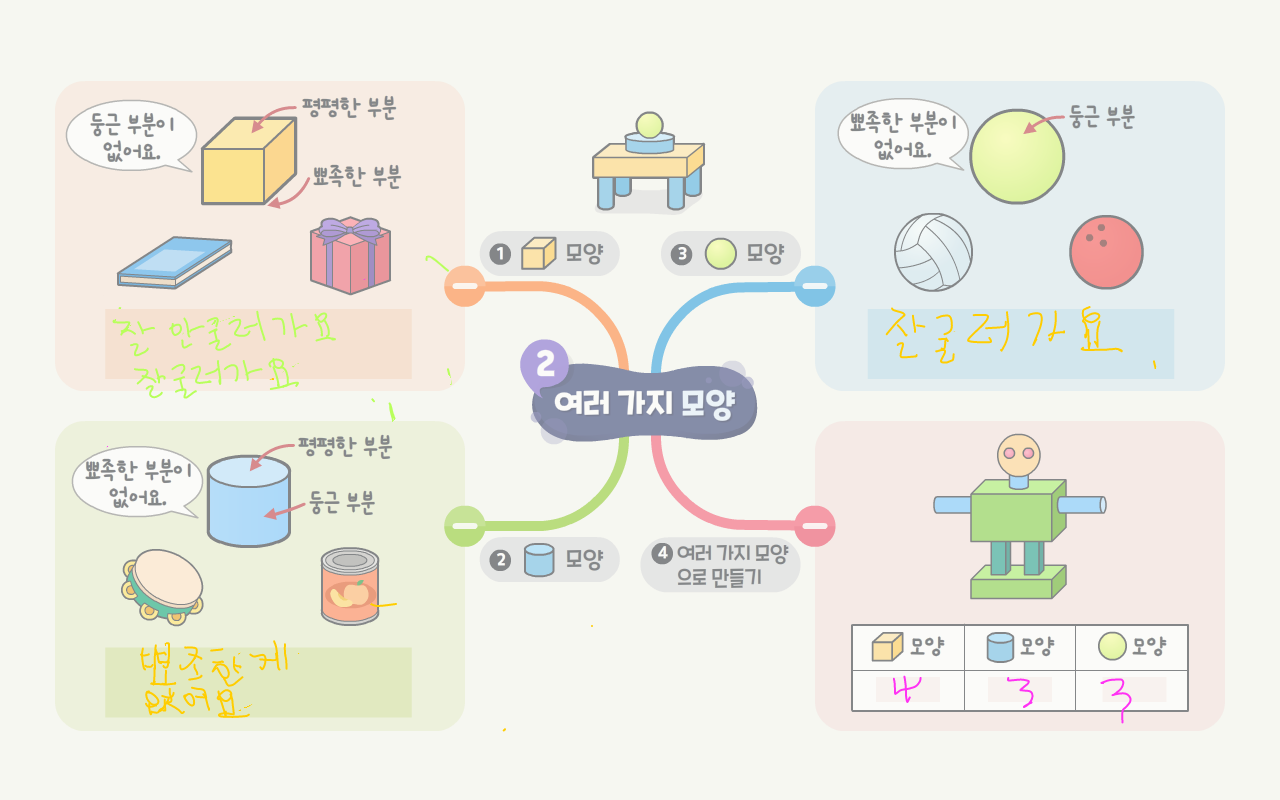 둥근 부분이
없어요.
평평한 부분
뾰족한 부분
1 모양
잘 안굴러가요
잘굴러가요
뾰족한 부분이
없어요.
둥근 부분
3 모양
잘굴러가요
2
여러 가지 모양
뾰족한 부분이
없어요.
평평한 부분
둥근 부분
2 모양
뾰조한게
없어요
4 여러 가지 모양
으로 만들기
모양 모양 모양
4 3 3